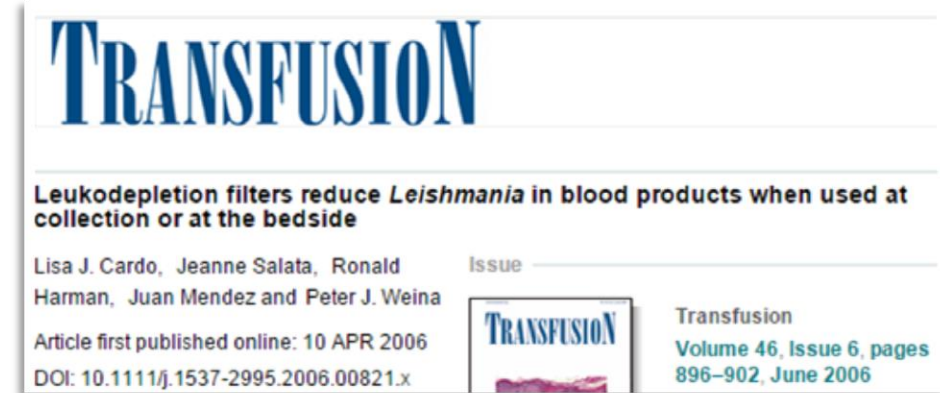 TRANSFUSION
Leukodepletion filters reduce Leishmania in blood products when used at
collection or at the bedside
Lisa J. Cardo, Jeanne Salata, Ronald
Harman, Juan Mendez and Peter J. Weina
Article first published online: 10 APR 2006
DOI: 10.1111/j.1537-2995.2006.00821.x
Issue
TRANSFUSION
Transfusion
Volume 46, Issue 6, pages
896–902, June 2006